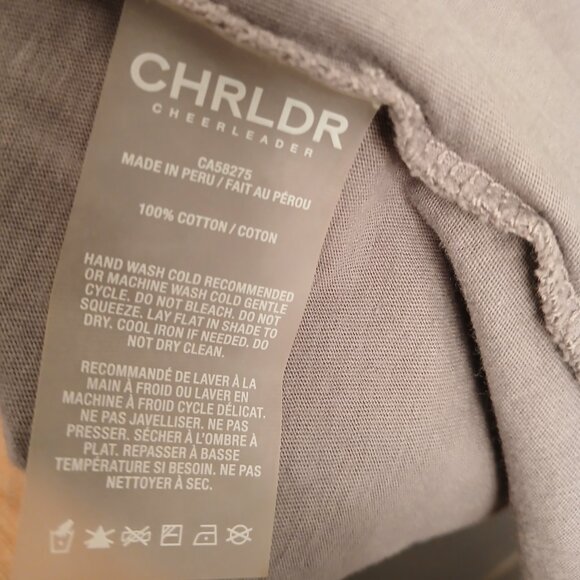 CHRLDR
CHEERLEADER
CA58275
MADE IN PERU / FAIT AU PÉROU
100% COTTON / COTON
HAND WASH COLD RECOMMENDED
OR MACHINE WASH COLD GENTLE
CYCLE. DO NOT BLEACH. DO NOT
SQUEEZE. LAY FLAT IN SHADE TO
DRY. COOL IRON IF NEEDED. DO
NOT DRY CLEAN.
RECOMMANDÉ DE LAVER À LA
MAIN À FROID OU LAVER EN
MACHINE À FROID CYCLE DÉLICAT.
NE PAS JAVELLISER. NE PAS
PRESSER. SÉCHER À L'OMBRE À
PLAT. REPASSER À BASSE
TEMPÉRATURE SI BESOIN. NE PAS
NETTOYER À SEC.